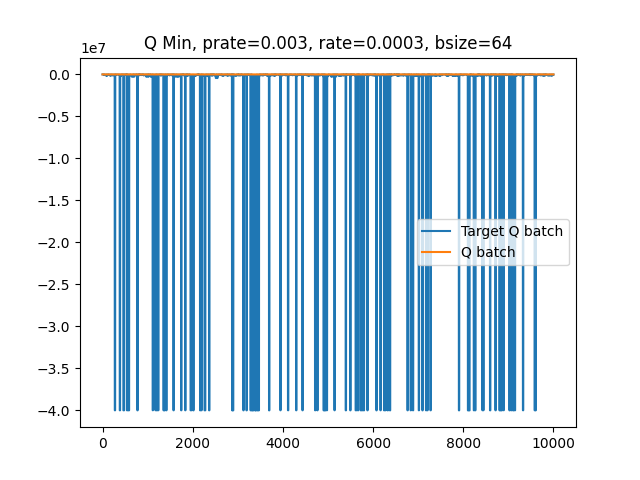 Q Min, prate=0.003, rate=0.0003, bsize=64
1e7
0.0
−0.5
−1.0
−1.5
−2.0
−2.5
−3.0
−3.5
−4.0
Target Q batch
Q batch
0 2000 4000 6000 8000 10000